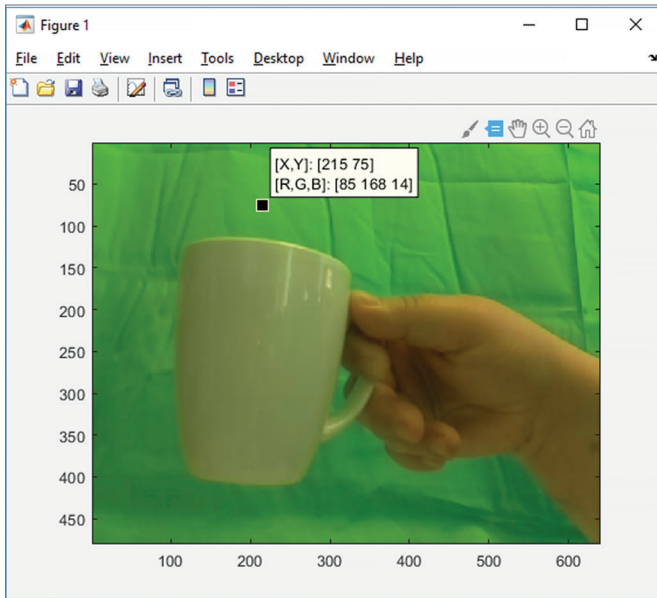 Figure 1
File Edit View Insert Tools Desktop Window Help
[X,Y]: [215 75]
[R,G,B]: [85 168 14]
50
100
150
200
250
300
350
400
450
100 200 300 400 500 600